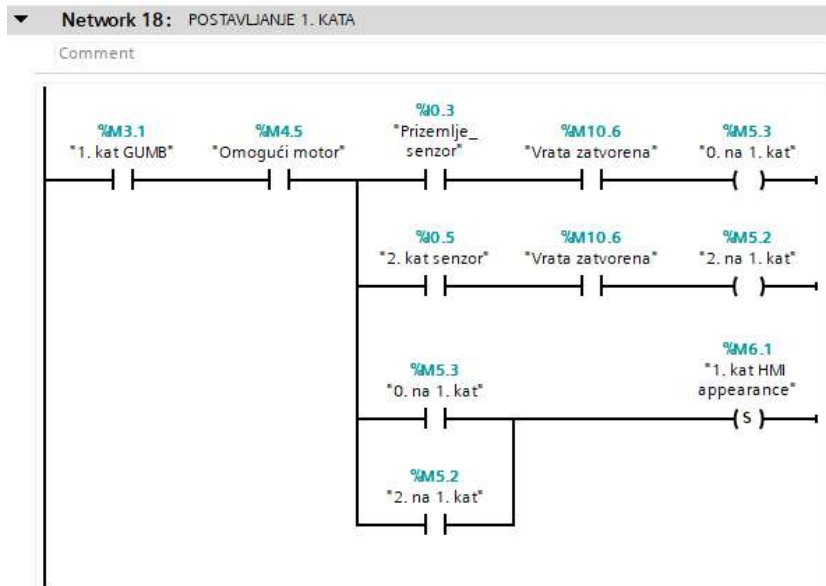 Network 18: POSTAVLJANJE 1. KATA
Comment
%M3.1
"1. kat GUMB"
%M4.5
"Omogući motor"
%I0.3
"Prizemlje_
senzor"
%M10.6
"Vrata zatvorena"
%M5.3
"0. na 1. kat"
%I0.5
"2. kat senzor"
%M10.6
"Vrata zatvorena"
%M5.2
"2. na 1. kat"
%M5.3
"0. na 1. kat"
%M6.1
"1. kat HMI
appearance"
S
%M5.2
"2. na 1. kat"